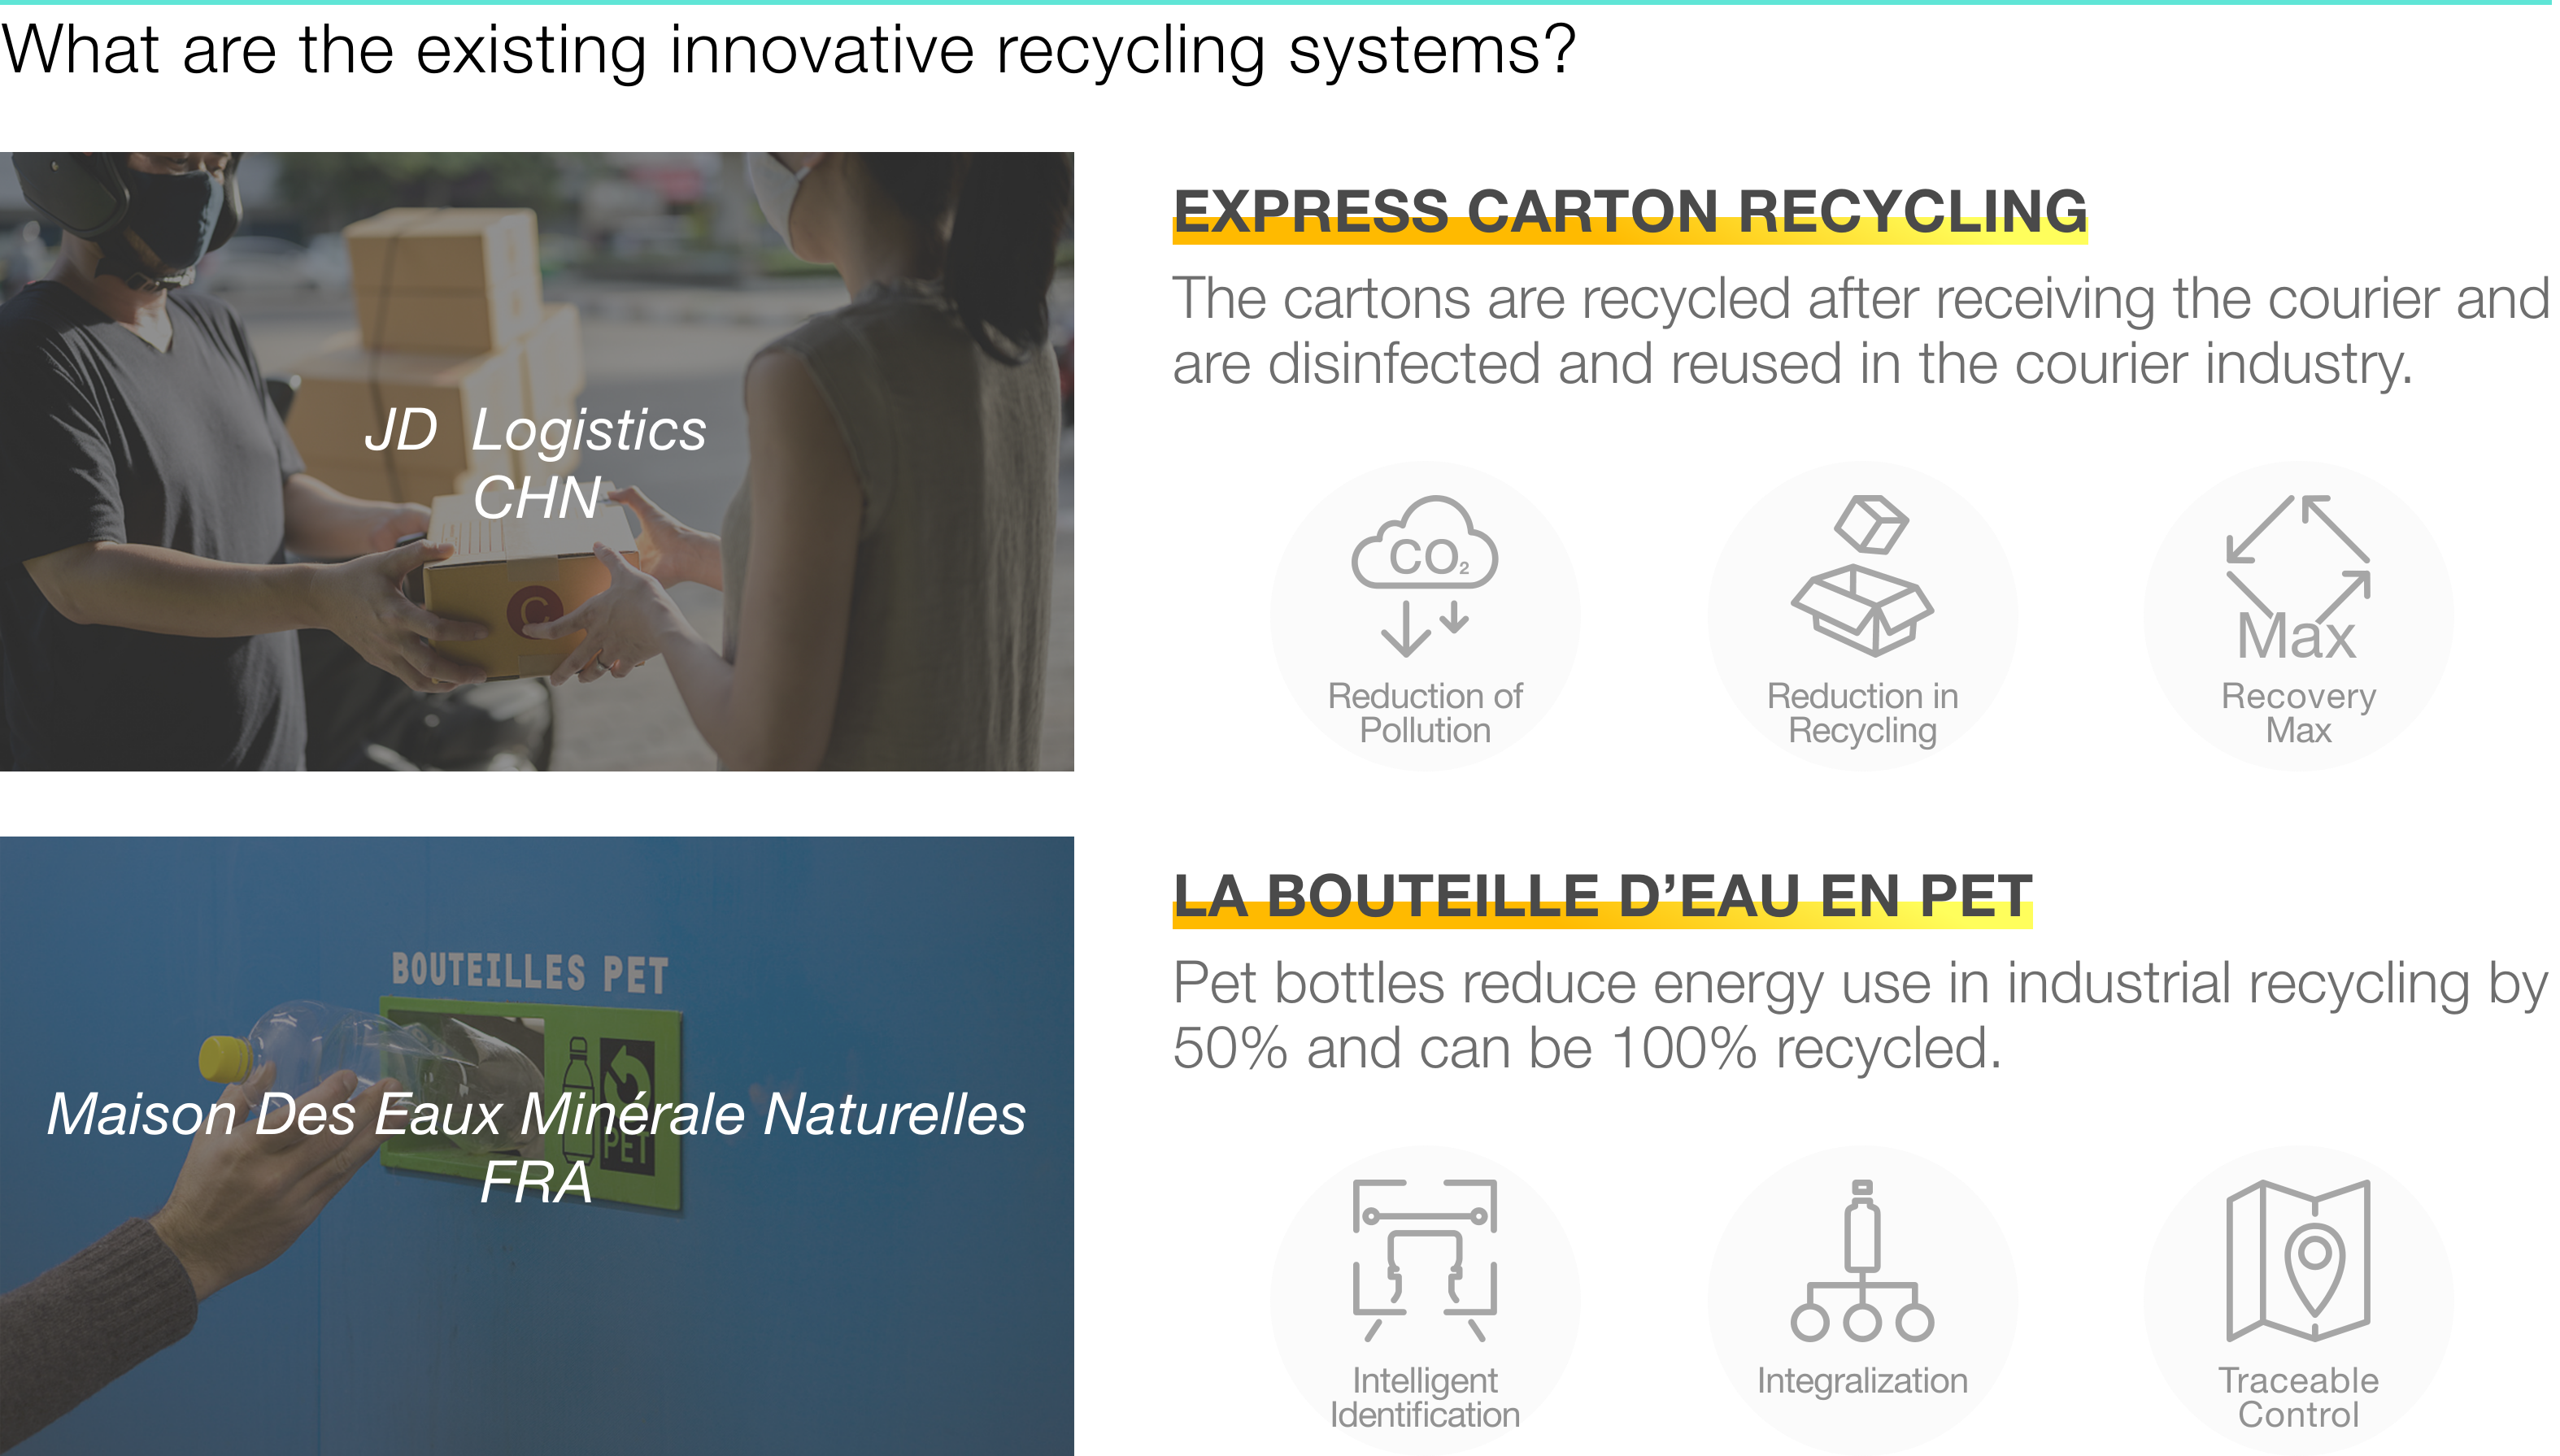 What are the existing innovative recycling systems?
JD Logistics
CHN
C
EXPRESS CARTON RECYCLING
The cartons are recycled after receiving the courier and
are disinfected and reused in the courier industry.
CO₂
Reduction of
Pollution
Reduction in
Recycling
Max
Recovery
Max
BOUTEILLES PET
PET
Maison Des Eaux Minérale Naturelles
FRA
LA BOUTEILLE D’EAU EN PET
Pet bottles reduce energy use in industrial recycling by
50% and can be 100% recycled.
Intelligent
Identification
Integralization
Traceable
Control